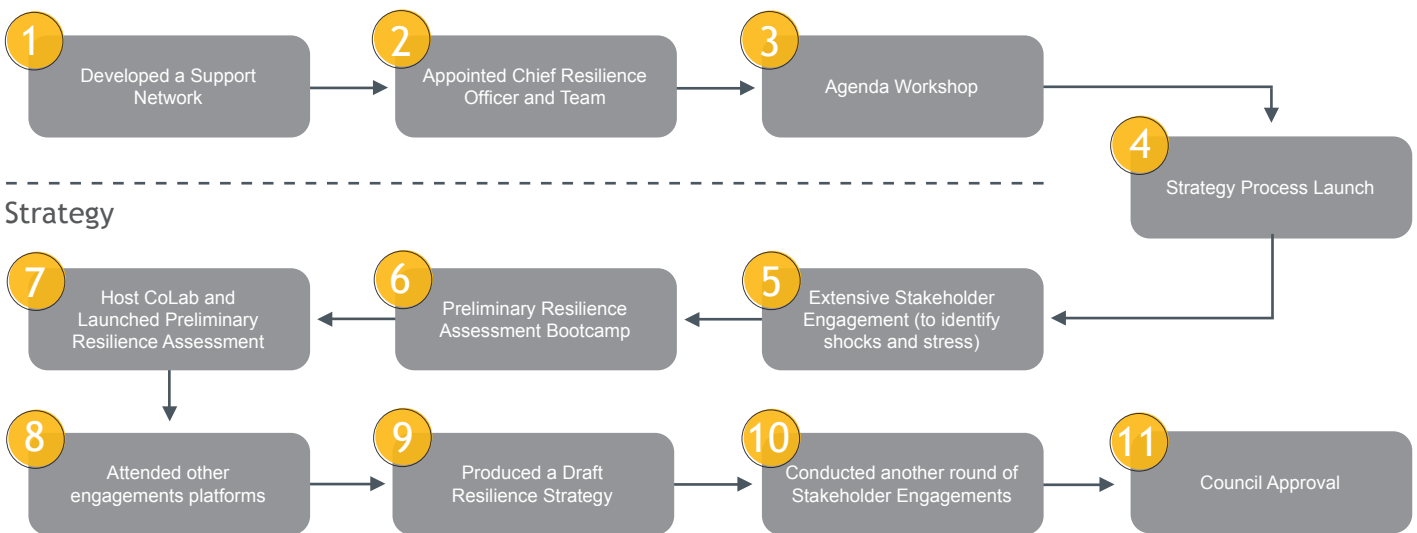 1
Developed a Support
Network
2
Appointed Chief Resilience
Officer and Team
3
Agenda Workshop
4
Strategy Process Launch
Strategy
5
Extensive Stakeholder
Engagement (to identify
shocks and stress)
6
Preliminary Resilience
Assessment Bootcamp
7
Host CoLab and
Launched Preliminary
Resilience Assessment
8
Attended other
engagements platforms
9
Produced a Draft
Resilience Strategy
10
Conducted another round of
Stakeholder Engagements
11
Council Approval